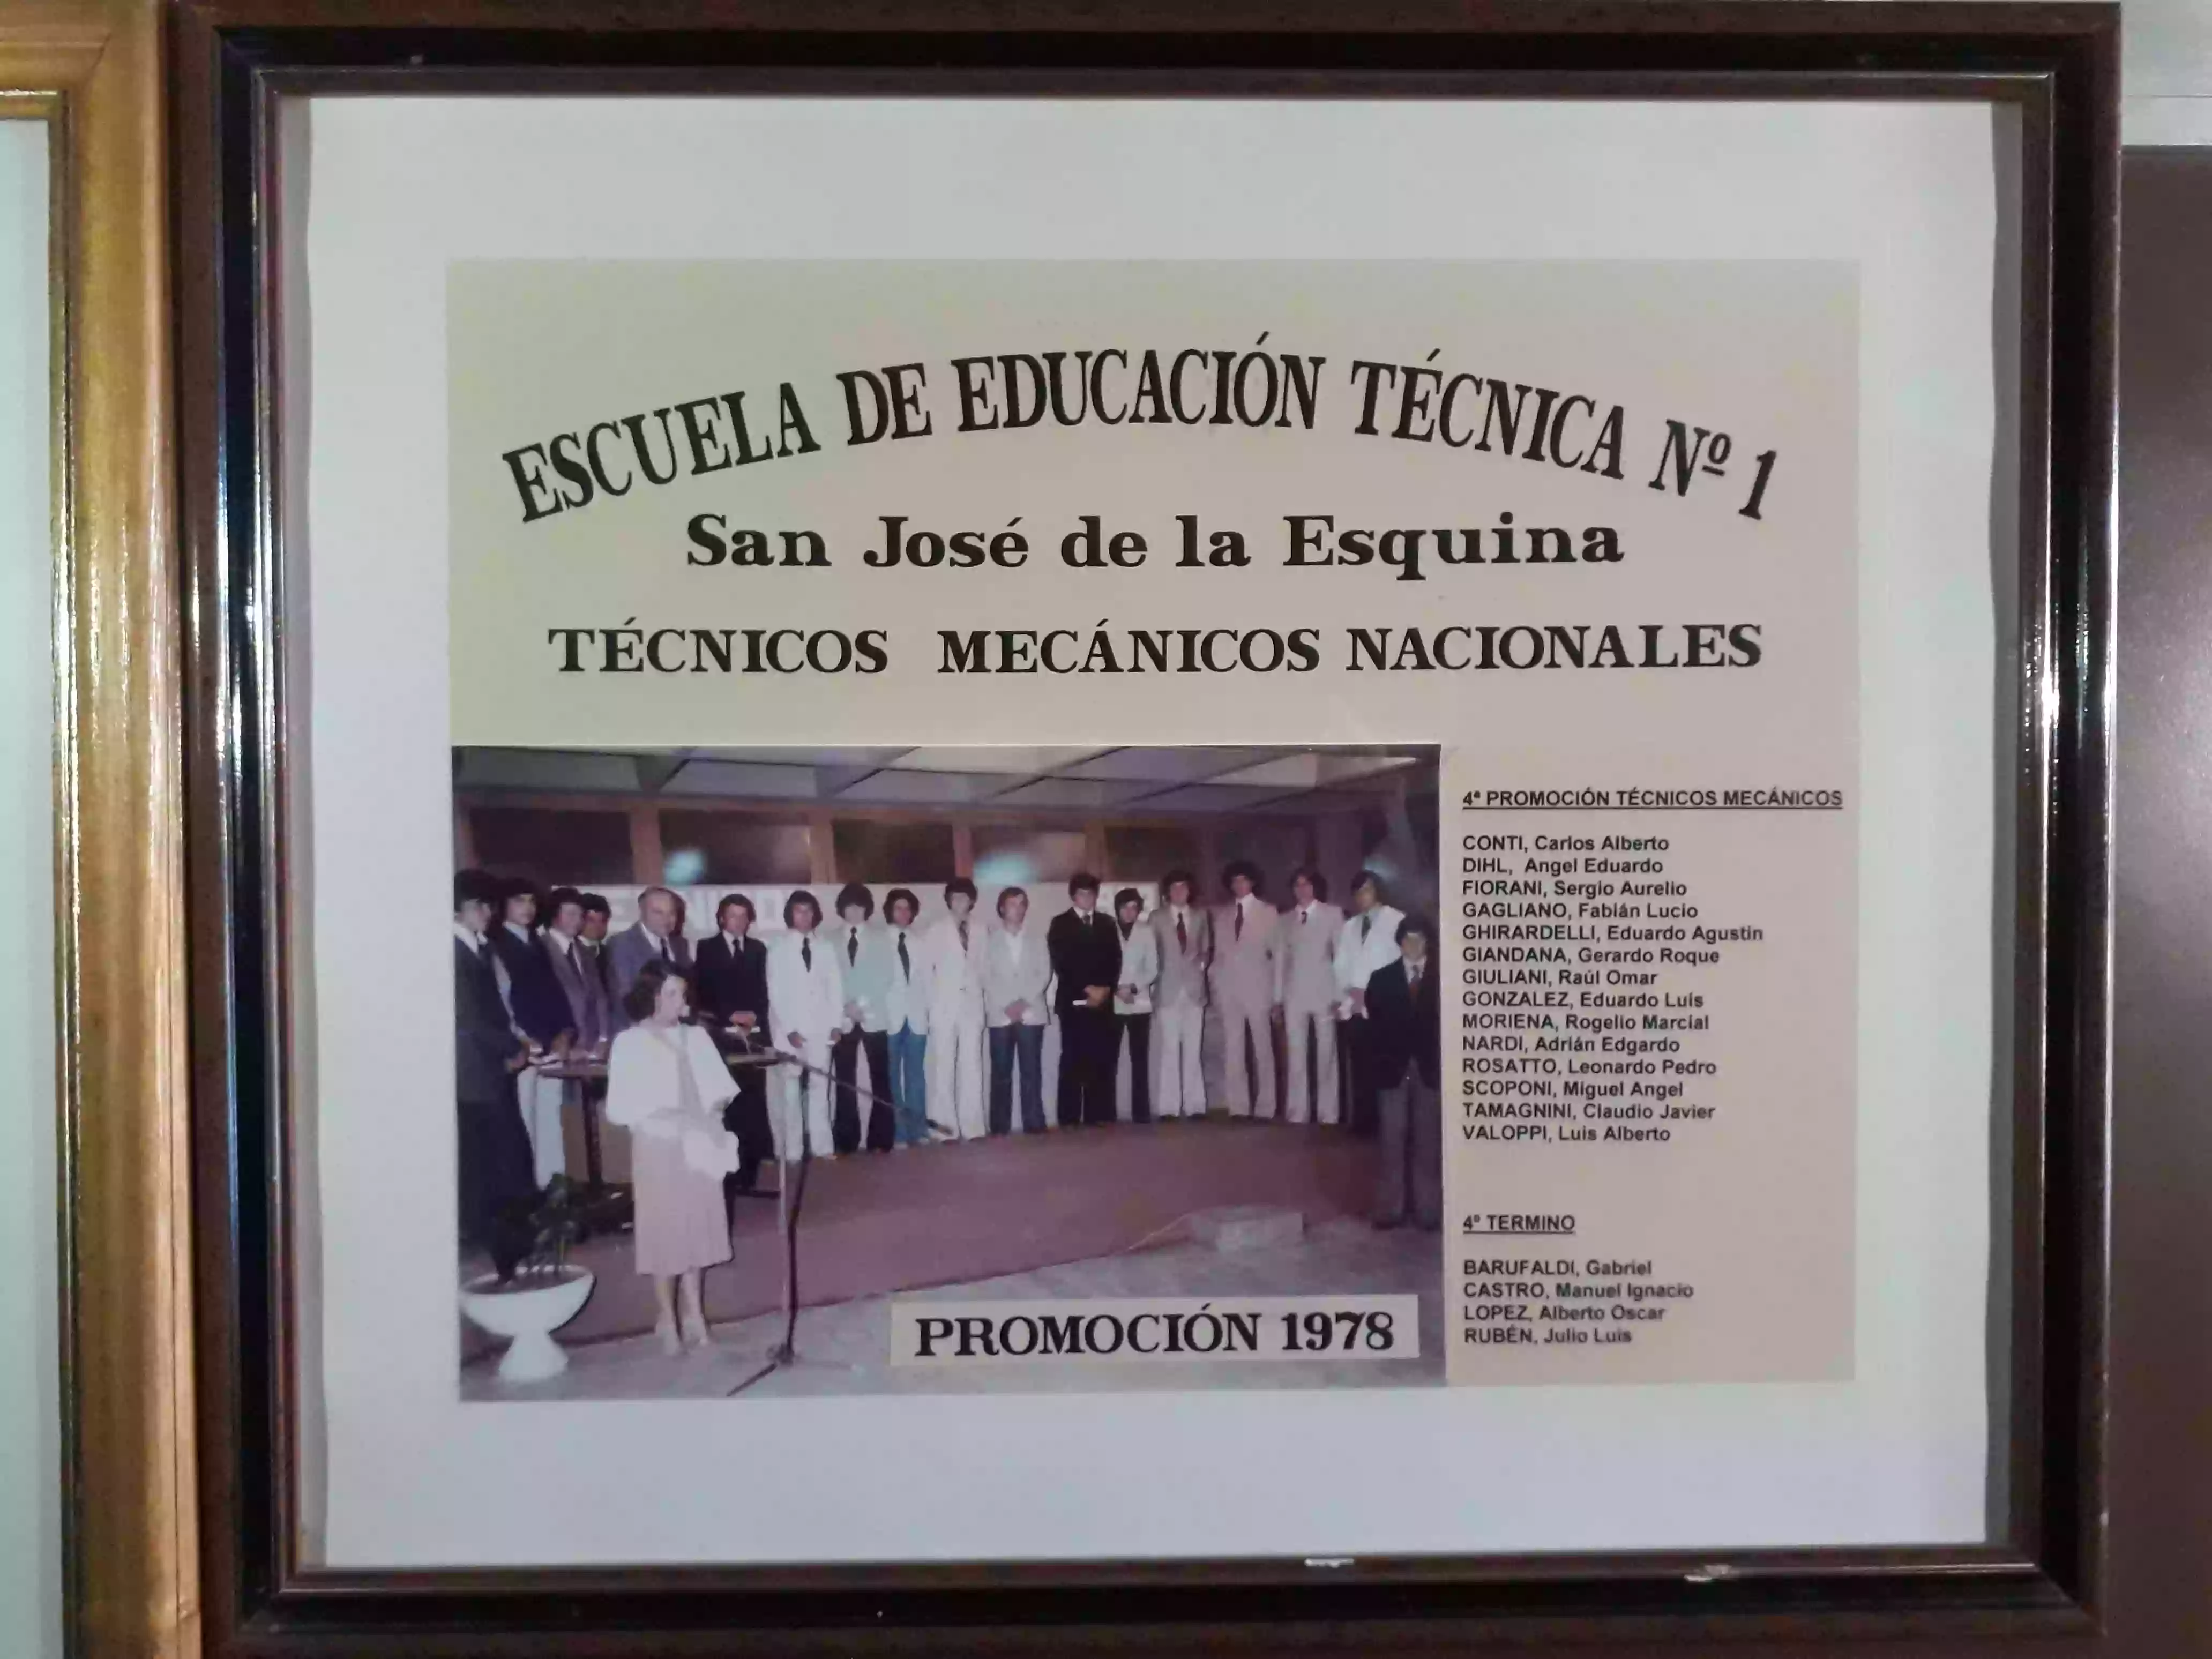 ESCUELA DE EDUCACIÓN TÉCNICA Nº 1
San José de la Esquina
TÉCNICOS MECÁNICOS NACIONALES
4ª PROMOCIÓN TÉCNICOS MECÁNICOS
CONTI, Carlos Alberto
DIHL, Angel Eduardo
FIORANI, Sergio Aurelio
GAGLIANO, Fabián Lucio
GHIRARDELLI, Eduardo Agustin
GIANDANA, Gerardo Roque
GIULIANI, Raúl Omar
GONZALEZ, Eduardo Luis
MORIENA, Rogelio Marcial
NARDI, Adrián Edgardo
ROSATTO, Leonardo Pedro
SCOPONI, Miguel Angel
TAMAGNINI, Claudio Javier
VALOPPI, Luis Alberto
4º TERMINO
BARUFALDI, Gabriel
CASTRO, Manuel Ignacio
LOPEZ, Alberto Oscar
RUBÉN, Julio Luis
PROMOCIÓN 1978